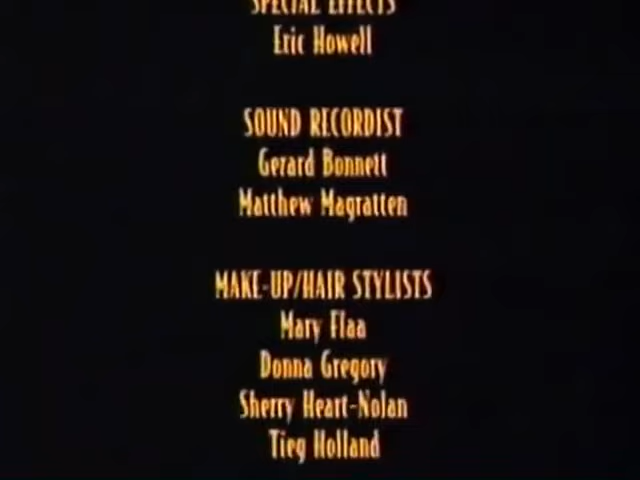 SPECIAL EFFECTS
Eric Howell
SOUND RECORDIST
Gerard Bonnett
Matthew Magratten
MAKE-UP/HAIR STYLISTS
Mary Flaa
Donna Gregory
Sherry Heart-Nolan
Tieg Holland